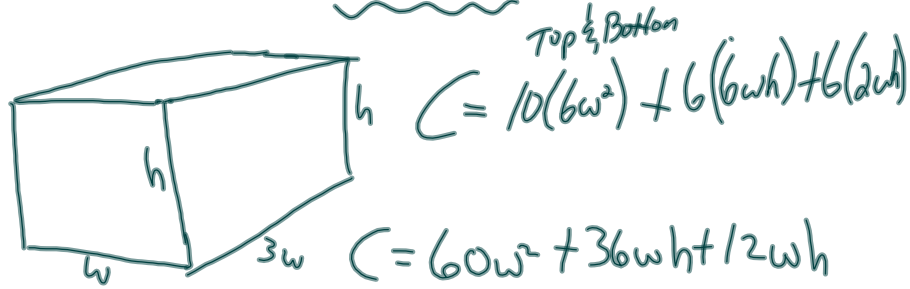 Top & Bottom
C = 10(6w²) + 6(6wh)+6(2wh)
h
h
w
3w
C = 60w² + 36wh + 12wh